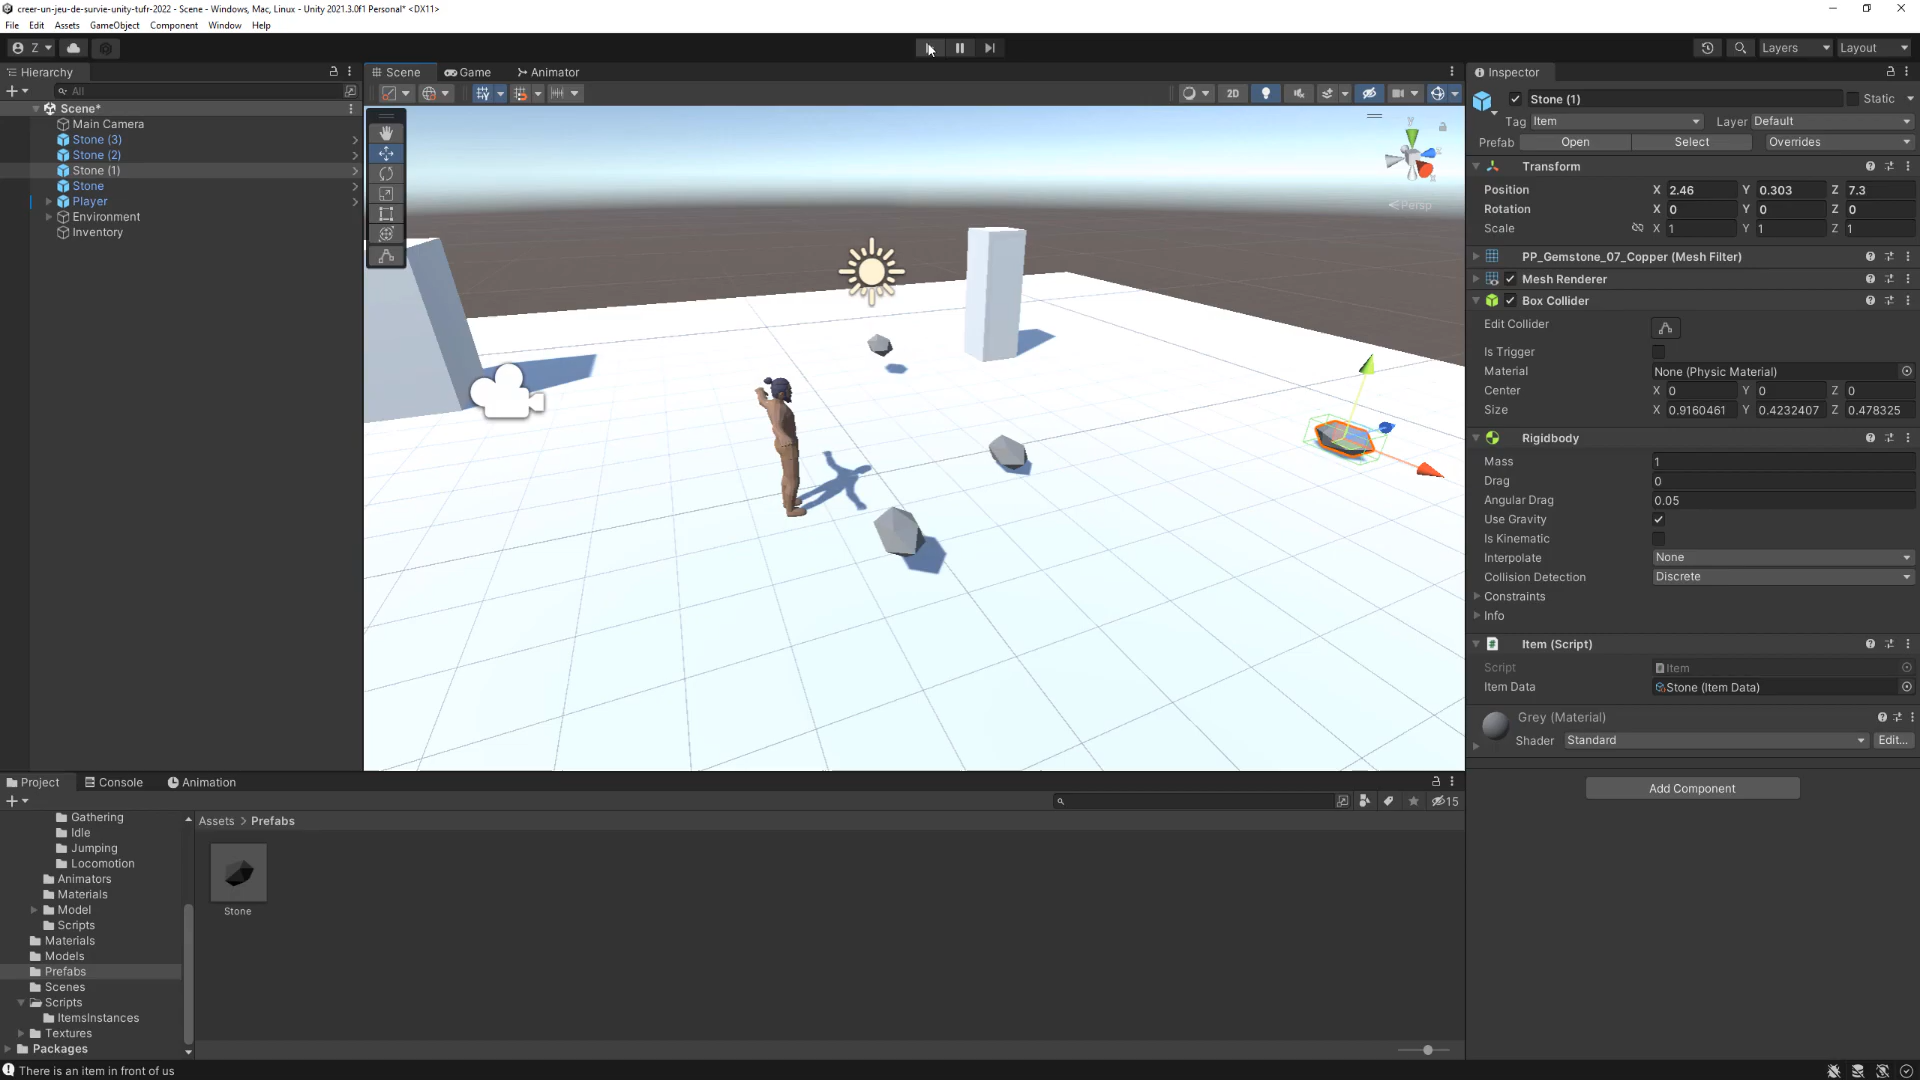 creer-un-jeu-de-survie-unity-tufr-2022 - Scene - Windows, Mac, Linux - Unity 2021.3.0f1 Personal* <DX11>
File Edit Assets GameObject Component Window Help
Z Layers Layout
Hierarchy
All
Scene*
Main Camera
Stone (3)
Stone (2)
Stone (1)
Stone
Player
Environment
Inventory
Scene Game Animator
2D
y
Persp
Inspector
Stone (1) Static
Tag Item Layer Default
Prefab Open Select Overrides
Transform
Position X 2.46 Y 0.303 Z 7.3
Rotation X 0 Y 0 Z 0
Scale X 1 Y 1 Z 1
PP_Gemstone_07_Copper (Mesh Filter)
Mesh Renderer
Box Collider
Edit Collider
Is Trigger
Material None (Physic Material)
Center X 0 Y 0 Z 0
Size X 0.9160461 Y 0.4232407 Z 0.478325
Rigidbody
Mass 1
Drag 0
Angular Drag 0.05
Use Gravity
Is Kinematic
Interpolate None
Collision Detection Discrete
Constraints
Info
Item (Script)
Script Item
Item Data Stone (Item Data)
Grey (Material)
Shader Standard Edit...
Add Component
Project Console Animation
15
Gathering
Idle
Jumping
Locomotion
Animators
Materials
Model
Scripts
Materials
Models
Prefabs
Scenes
Scripts
ItemsInstances
Textures
Packages
Assets > Prefabs
Stone
There is an item in front of us